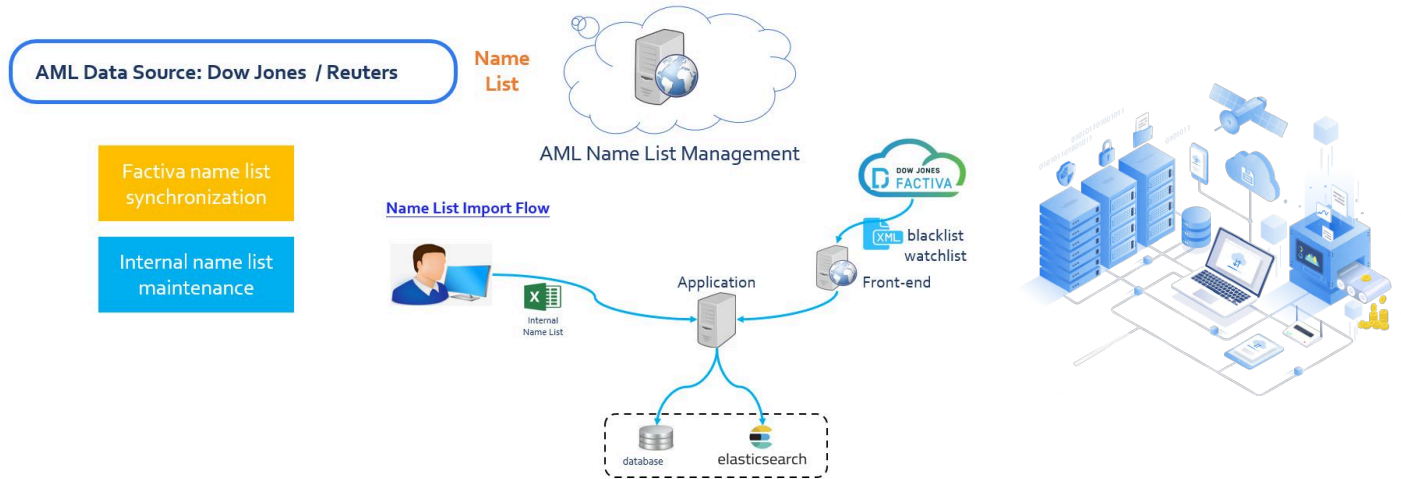 AML Data Source: Dow Jones / Reuters
Name
List
AML Name List Management
Factiva name list
synchronization
Internal name list
maintenance
Name List Import Flow
DOW JONES
D FACTIVA
XML
blacklist
watchlist
Front-end
Application
X
Internal
Name List
database
elasticsearch